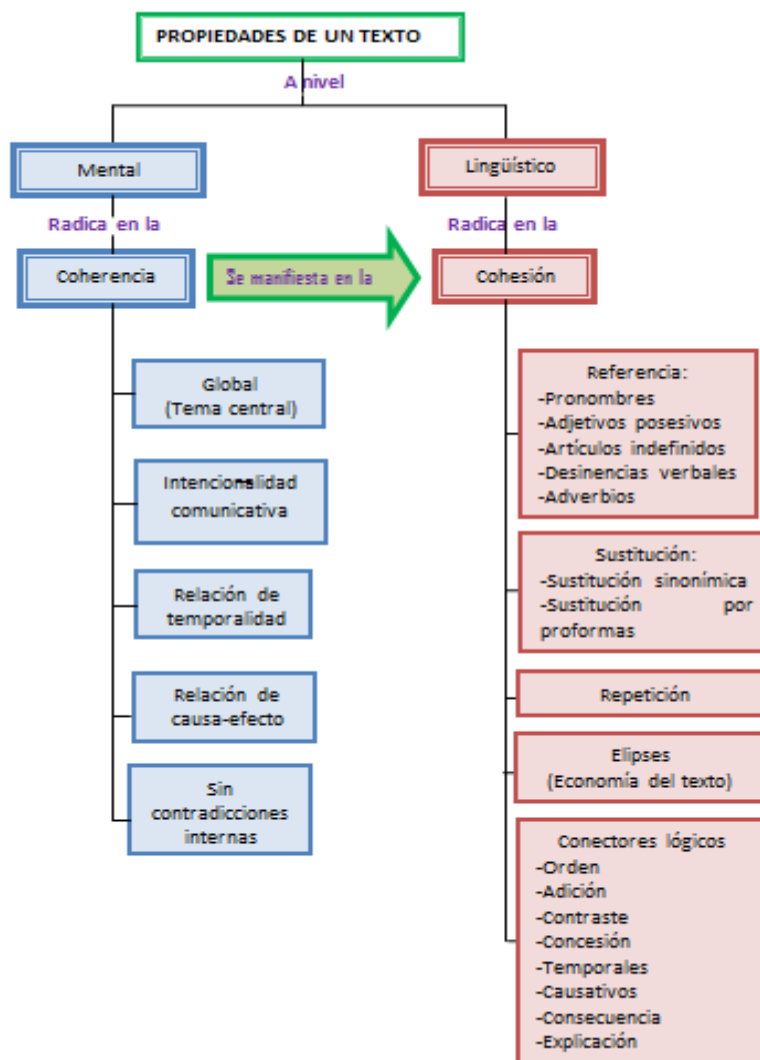 PROPIEDADES DE UN TEXTO
A nivel
Mental
Lingüístico
Radica en la
Radica en la
Coherencia
Se manifiesta en la
Cohesión
Global
(Tema central)
Intencionalidad
comunicativa
Relación de
temporalidad
Relación de
causa-efecto
Sin
contradicciones
internas
Referencia:
-Pronombres
-Adjetivos posesivos
-Artículos indefinidos
-Desinencias verbales
-Adverbios
Sustitución:
-Sustitución sinonímica
-Sustitución por
proformas
Repetición
Elipses
(Economía del texto)
Conectores lógicos
-Orden
-Adición
-Contraste
-Concesión
-Temporales
-Causativos
-Consecuencia
-Explicación